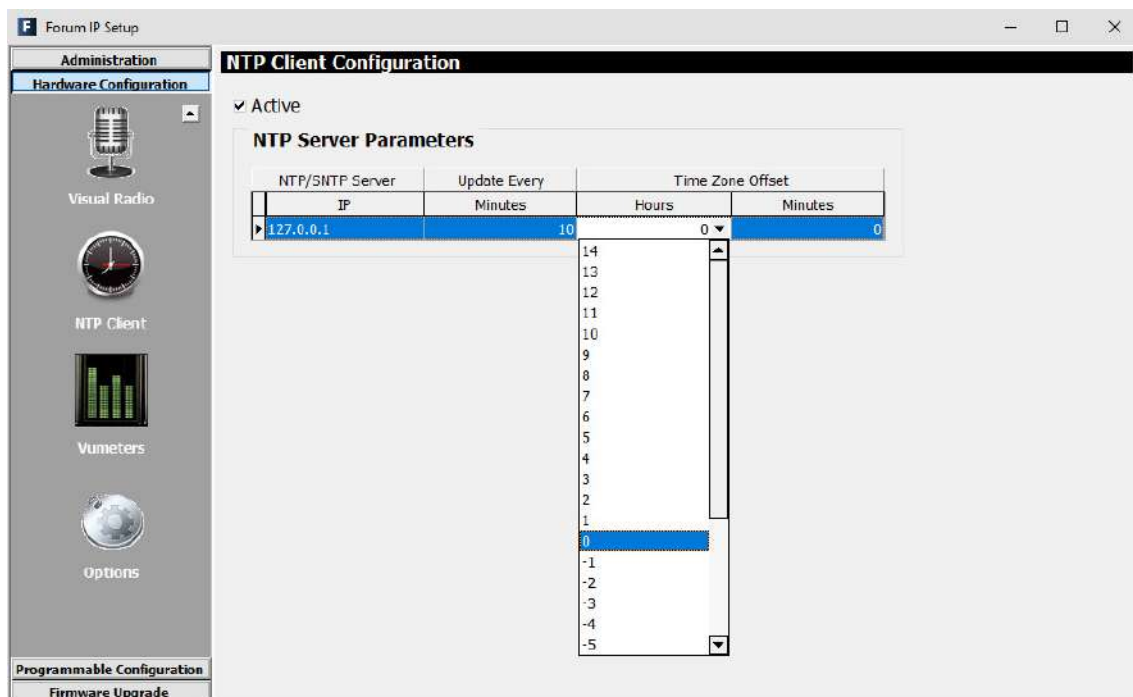 Forum IP Setup
Administration
Hardware Configuration
Visual Radio
NTP Client
Vumeters
Options
Programmable Configuration
Firmware Upgrade
NTP Client Configuration
Active
NTP Server Parameters
NTP/SNTP Server Update Every Time Zone Offset
IP Minutes Hours Minutes
127.0.0.1 10 0 0
14
13
12
11
10
9
8
7
6
5
4
3
2
1
0
-1
-2
-3
-4
-5